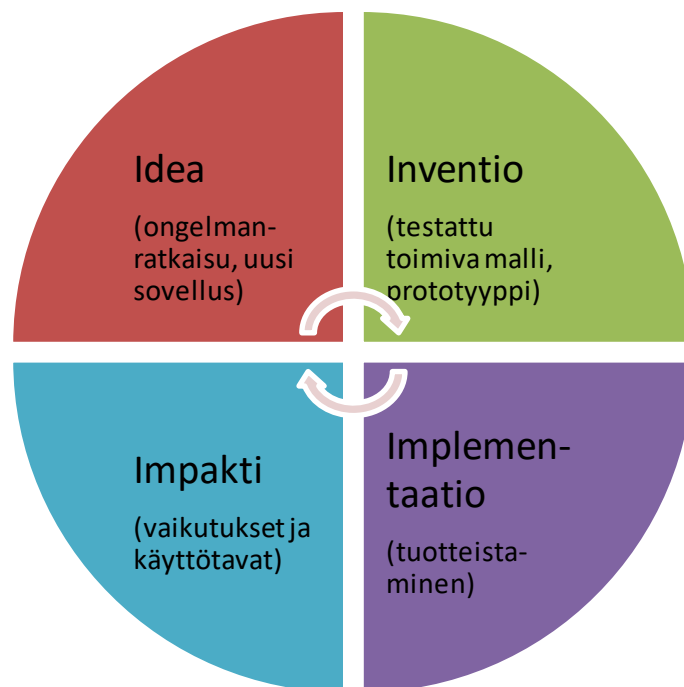 Idea
(ongelman-
ratkaisu, uusi
sovellus)
Inventio
(testattu
toimiva malli,
prototyyppi)
Impakti
(vaikutukset ja
käyttötavat)
Implemen-
taatio
(tuotteista-
minen)